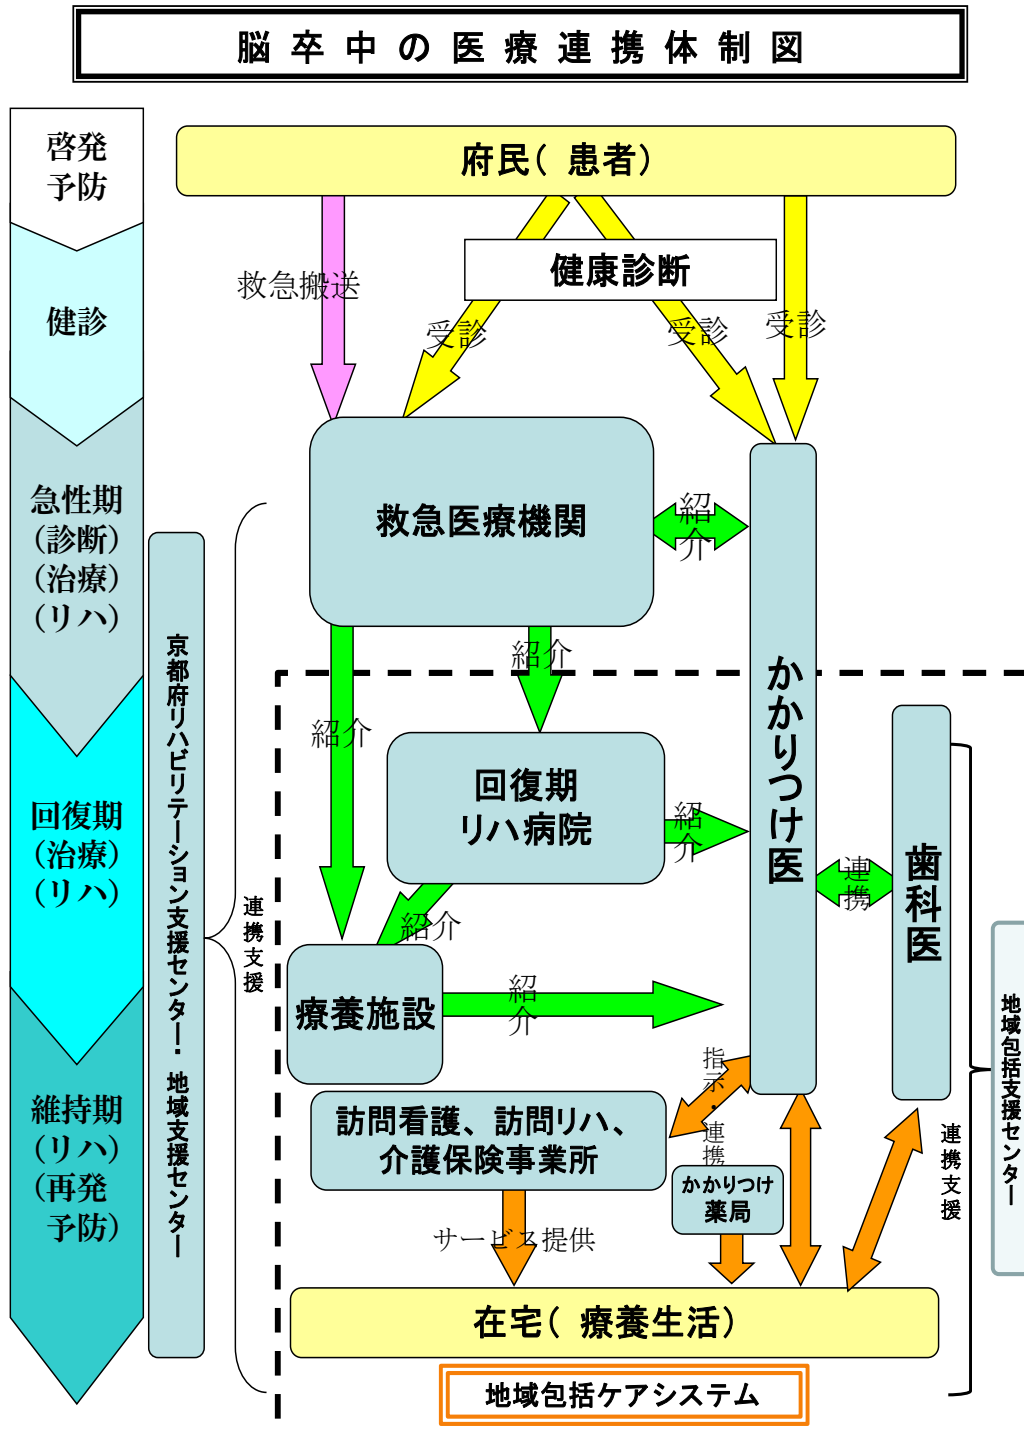 脳卒中の医療連携体制図
啓発
予防
府民(患者)
健康診断
救急搬送
受診
受診
受診
健診
急性期
(診断)
(治療)
(リハ)
救急医療機関
紹介
紹介
紹介
かかりつけ医
京都府リハビリテーション支援センター・地域支援センター
連携支援
回復期
(治療)
(リハ)
回復期
リハ病院
紹介
紹介
連携
歯科医
療養施設
紹介
地域包括支援センター
連携支援
維持期
(リハ)
(再発
予防)
訪問看護、訪問リハ、
介護保険事業所
指示・連携
かかりつけ
薬局
サービス提供
在宅(療養生活)
地域包括ケアシステム